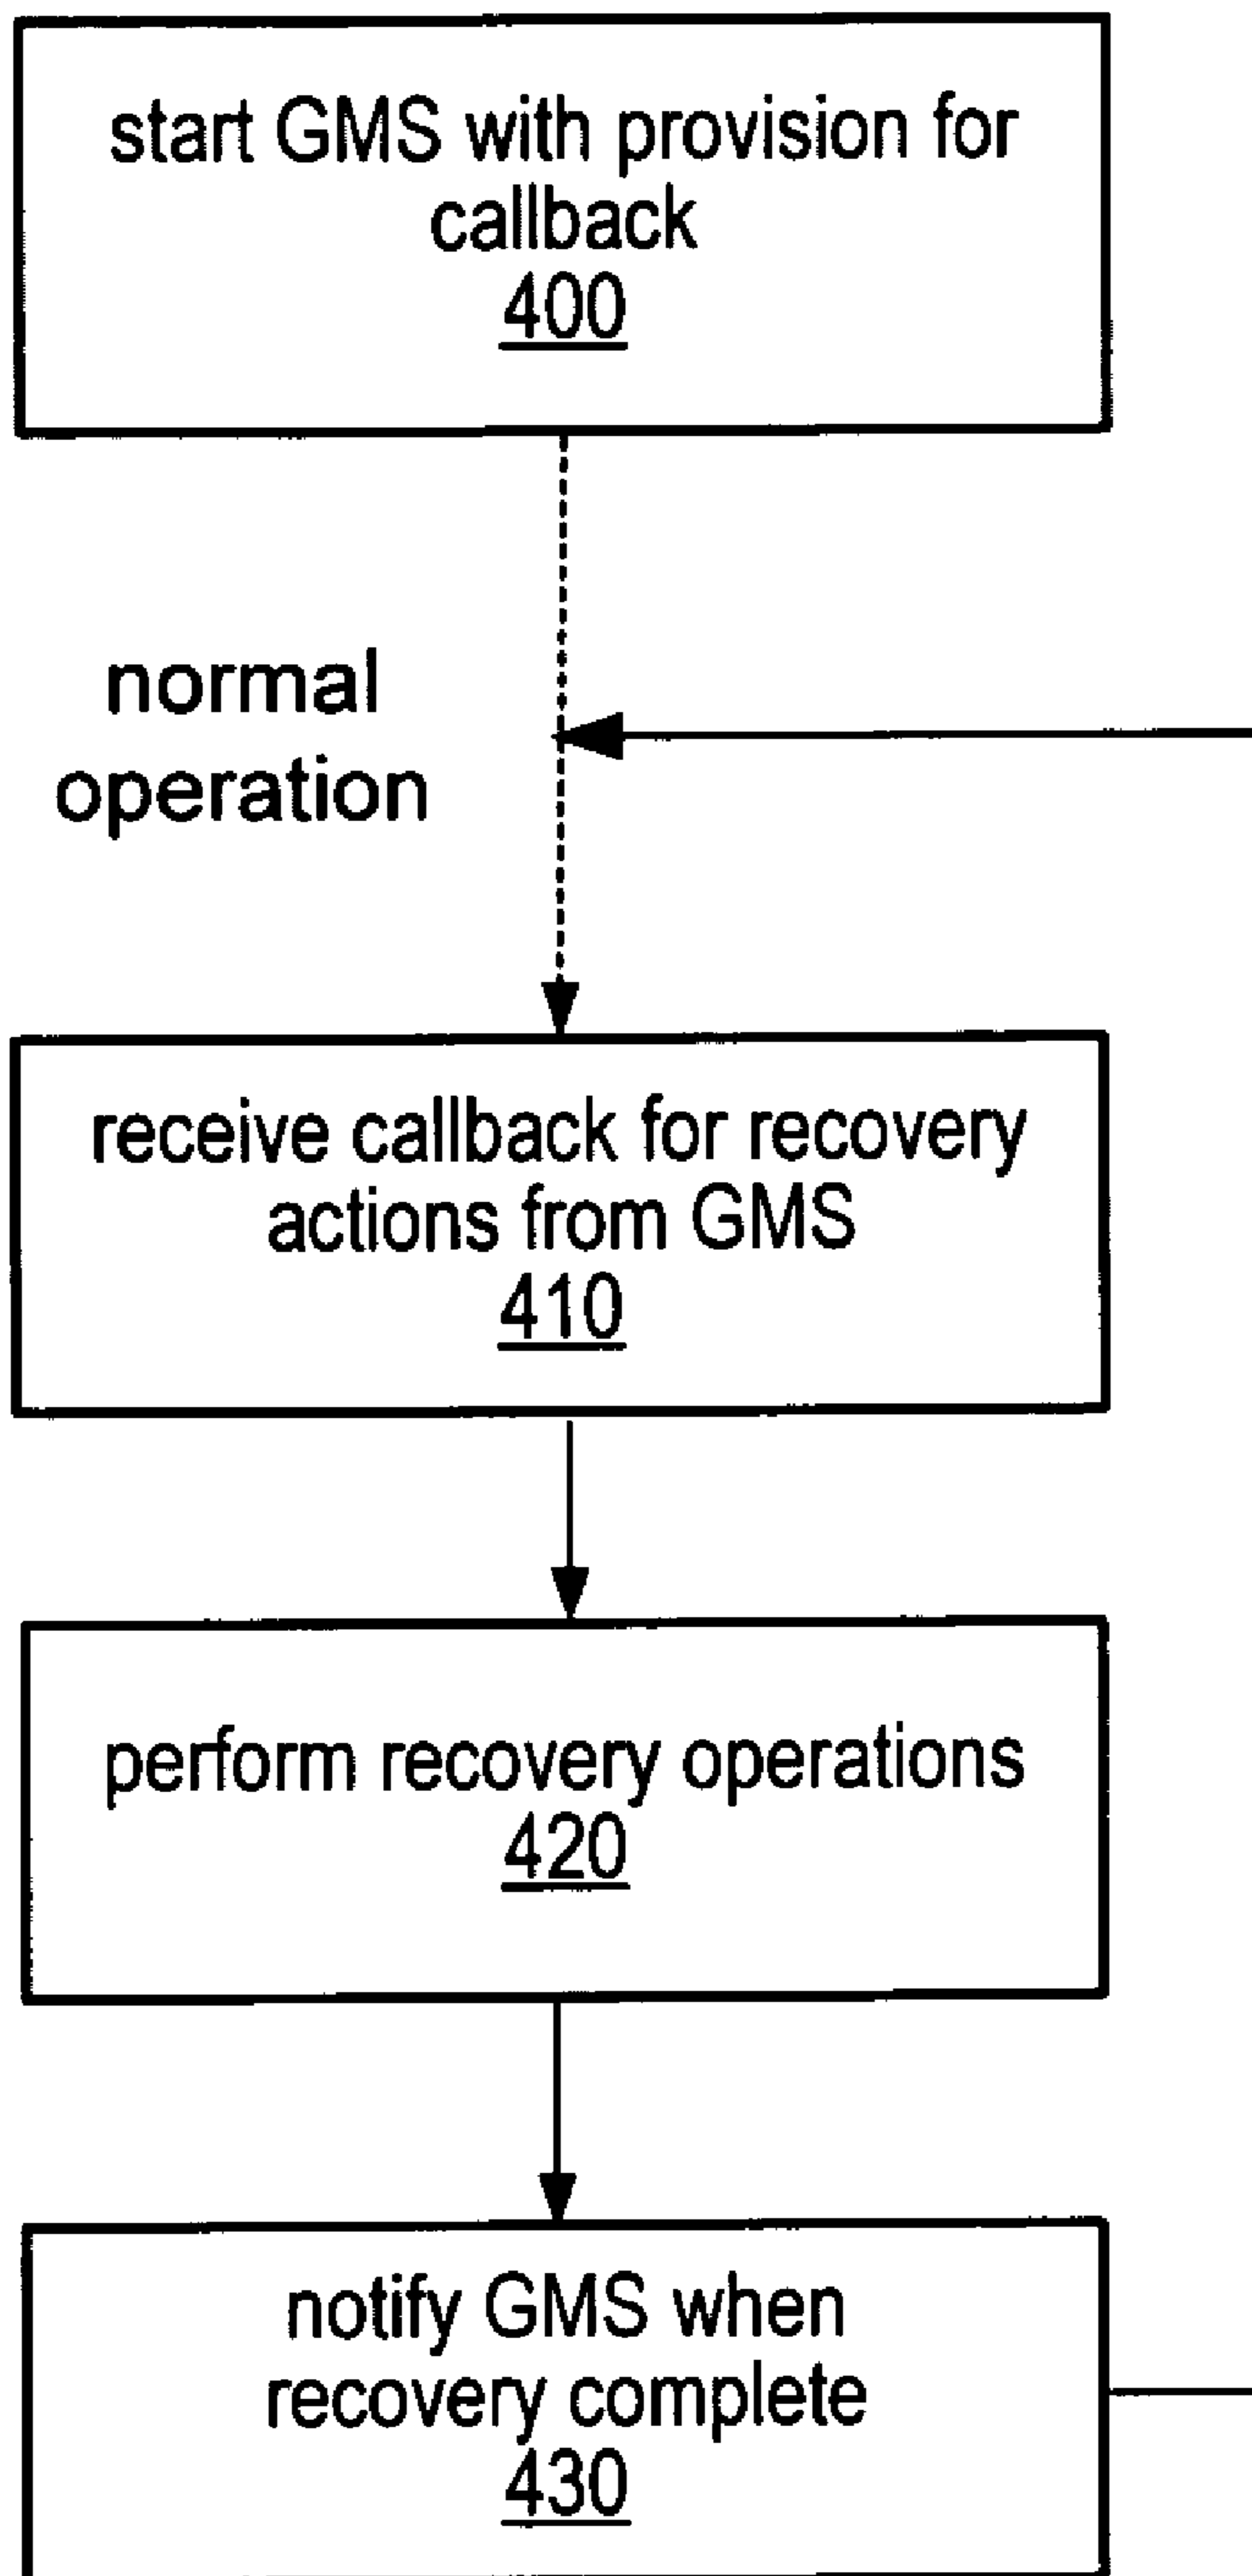 start GMS with provision for
callback
400
normal
operation
receive callback for recovery
actions from GMS
410
perform recovery operations
420
notify GMS when
recovery complete
430